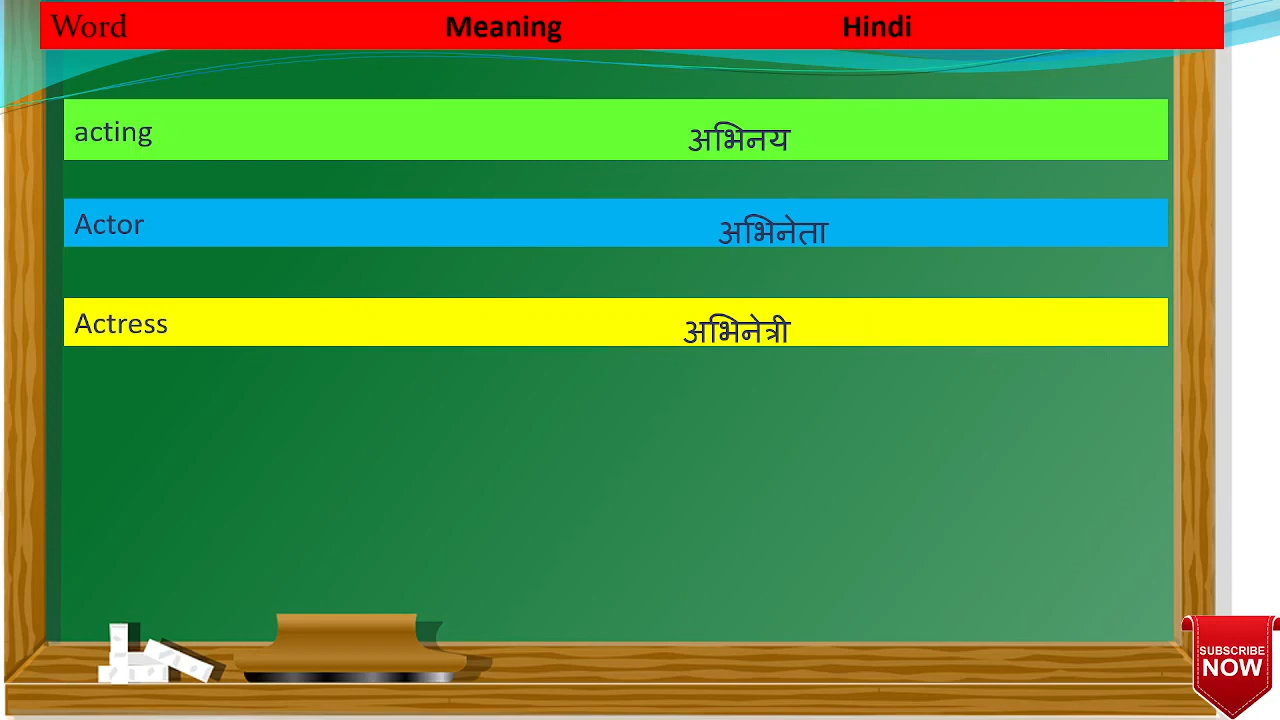 Word Meaning Hindi
acting अभिनय
Actor अभिनेता
Actress अभिनेत्री
SUBSCRIBE
NOW